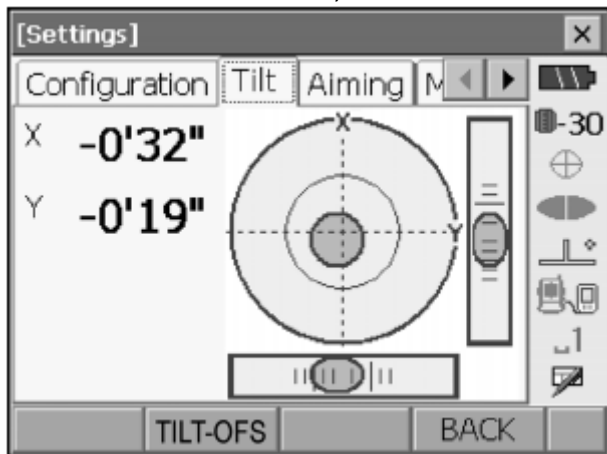 [Settings]
Configuration Tilt Aiming M
X -0'32"
Y -0'19"
X
Y
-30
1
TILT-OFS BACK